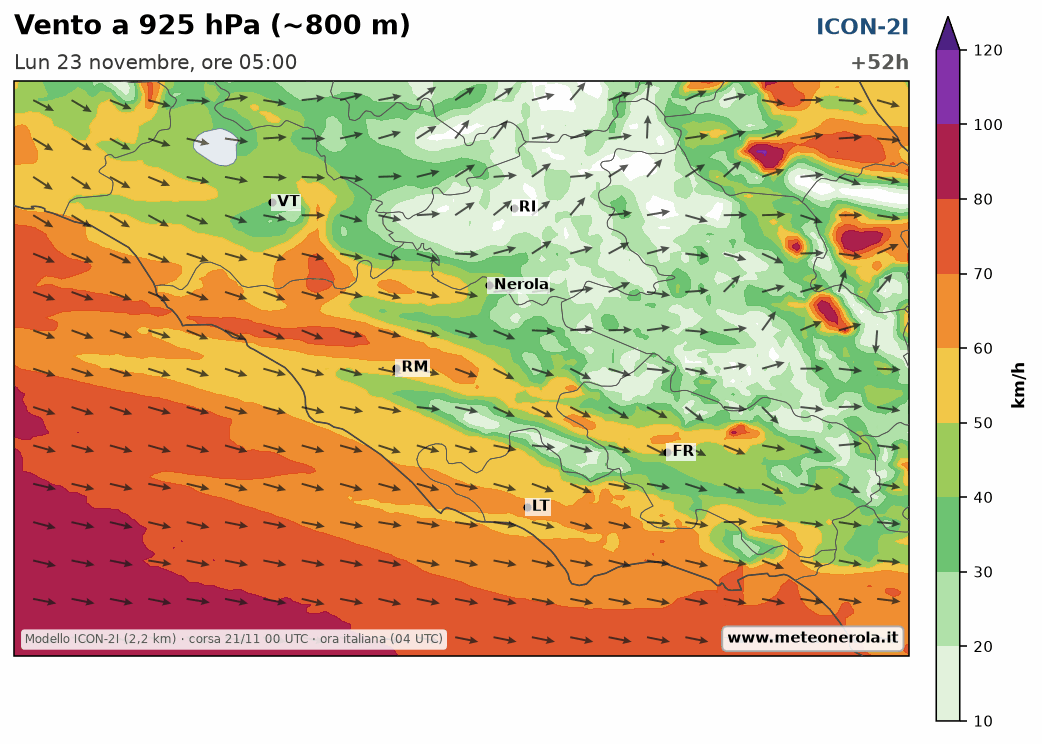 Vento a 925 hPa (~800 m)
ICON-2I
Lun 23 novembre, ore 05:00
+52h
VT
RI
Nerola
RM
FR
LT
Modello ICON-2I (2,2 km) · corsa 21/11 00 UTC · ora italiana (04 UTC)
www.meteonerola.it
120
100
80
70
60
50
40
30
20
10
km/h